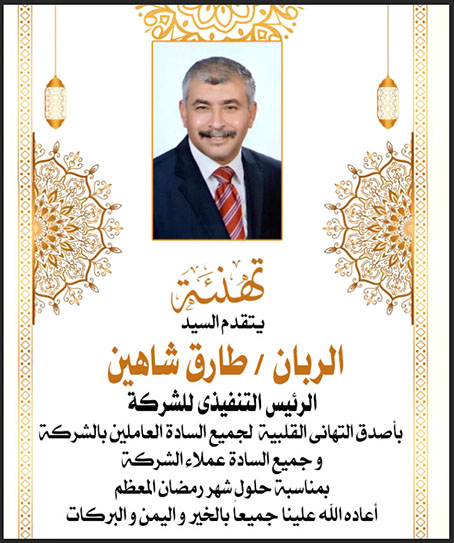 تهنئة
يتقدم السيد
الربان / طارق شاهين
الرئيس التنفيذى للشركة
بأصدق التهانى القلبية لجميع السادة العاملين بالشركة
و جميع السادة عملاء الشركة
بمناسبة حلول شهر رمضان المعظم
أعاده الله علينا جميعاً بالخير و اليمن و البركات